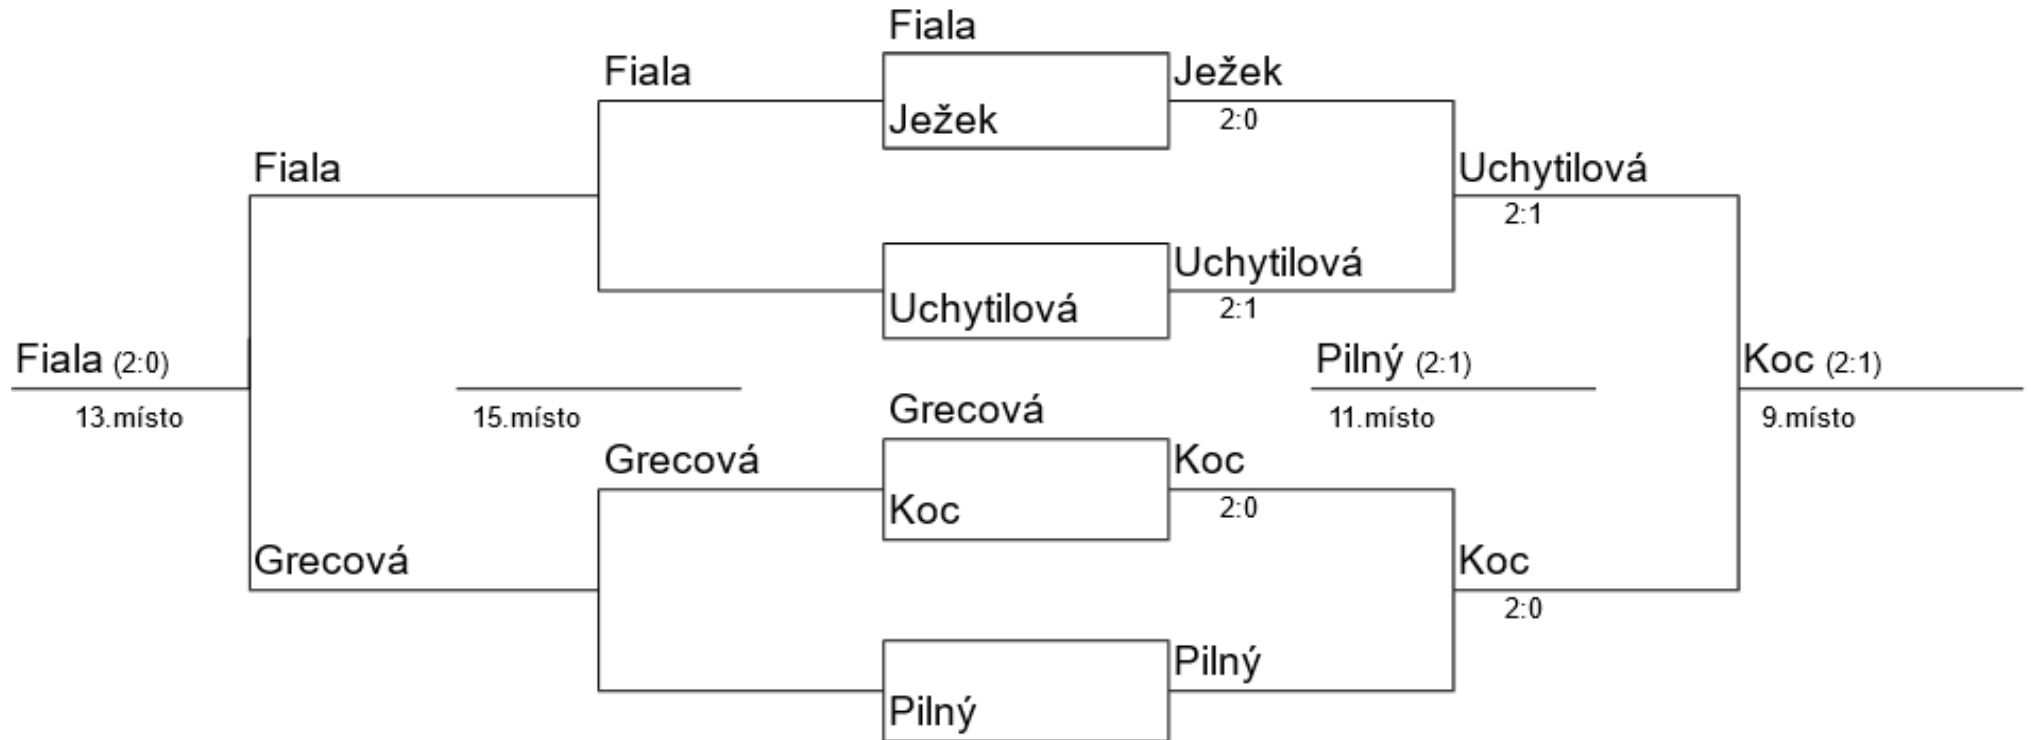 Fiala
Fiala
Ježek
Ježek
2:0
Fiala
Uchytilová
2:1
Uchytilová
Uchytilová
2:1
Fiala (2:0)
13.místo
15.místo
Pilný (2:1)
11.místo
Koc (2:1)
9.místo
Grecová
Grecová
Koc
Koc
2:0
Grecová
Koc
2:0
Pilný
Pilný